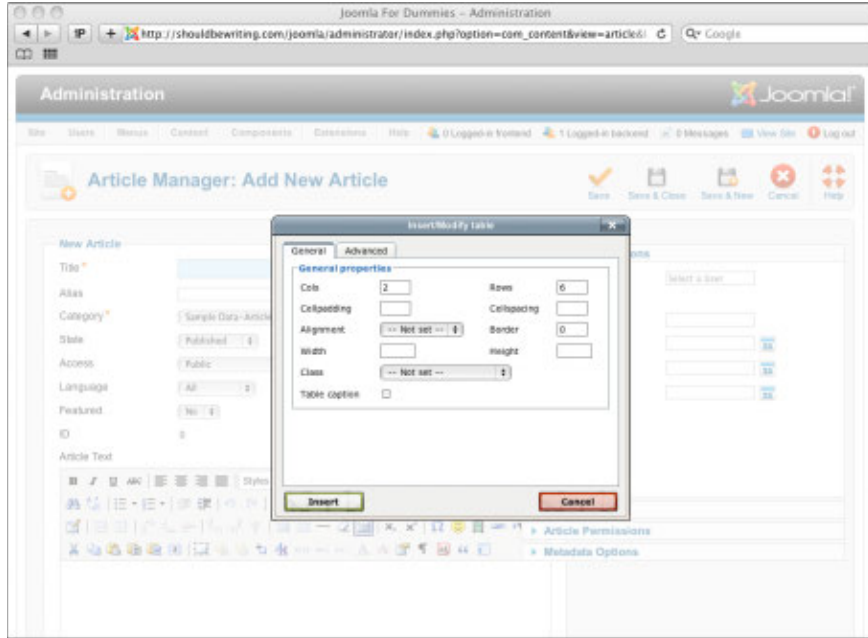 Joomla For Dummies – Administration
http://shouldbewriting.com/joomla/administrator/index.php?option=com_content&view=article&l
Google
Administration
Joomla!
Site Users Menus Content Components Extensions Help 0 Logged-in frontend 1 Logged-in backend 0 Messages View Site Log out
Article Manager: Add New Article
Save Save & Close Save & New Cancel Help
Insert/Modify table
General Advanced
General properties
Cols 2 Rows 6
Cellpadding Cellspacing
Alignment -- Not set -- Border 0
Width Height
Class -- Not set --
Table caption
Insert Cancel
New Article
Title *
Alias
Category * Sample Data-Article
State Published
Access Public
Language All
Featured No
ID 0
Article Text
B I U ABC Styles
ons
Select a User
Article Permissions
Metadata Options